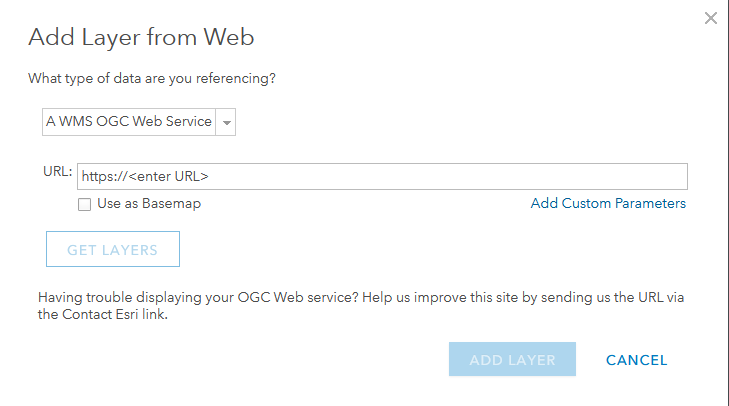 Add Layer from Web
What type of data are you referencing?
A WMS OGC Web Service
URL: https://<enter URL>
Use as Basemap Add Custom Parameters
GET LAYERS
Having trouble displaying your OGC Web service? Help us improve this site by sending us the URL via
the Contact Esri link.
ADD LAYER CANCEL